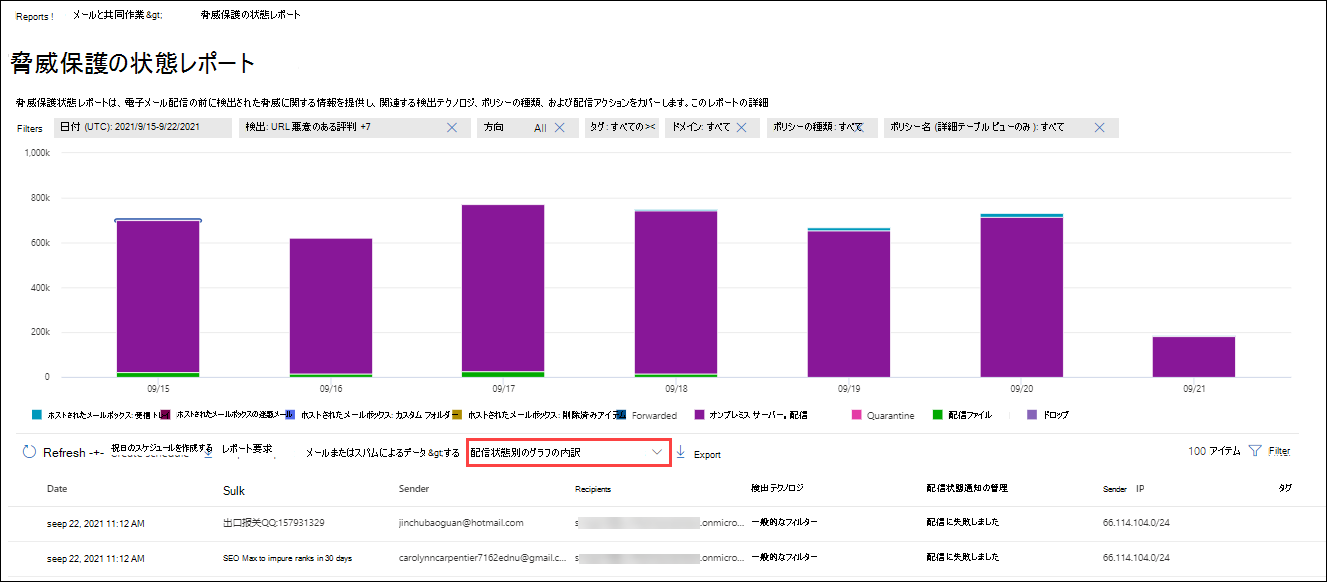 Reports ! メールと共同作業 &gt; 脅威保護の状態レポート
脅威保護の状態レポート
脅威保護状態レポートは、電子メール配信の前に検出された脅威に関する情報を提供し、関連する検出テクノロジ、ポリシーの種類、および配信アクションをカバーします。このレポートの詳細
Filters 日付 (UTC): 2021/9/15-9/22/2021 検出: URL 悪意のある評判 +7 方向 All タグ: すべての>< ドメイン: すべて ポリシーの種類: すべて ポリシー名 (詳細テーブル ビューのみ): すべて
1,000k
800k
600k
400k
200k
0
09/15 09/16 09/17 09/18 09/19 09/20 09/21
ホストされたメールボックス: 受信トレイ ホストされたメールボックスの迷惑メール ホストされたメールボックス: カスタム フォルダー ホストされたメールボックス: 削除済みアイテム Forwarded オンプレミス サーバー。配信 Quarantine 配信ファイル ドロップ
Refresh -+- 祝日のスケジュールを作成する レポート要求 メールまたはスパムによるデータ &gt;する 配信状態別のグラフの内訳 Export 100 アイテム Filter
Create schedule
Date Sulk Sender Recipients 検出テクノロジ 配信状態通知の管理 Sender IP タグ
seep 22, 2021 11:12 AM 出口报关QQ:157931329 jinchubaoguan@hotmail.com s .onmicro... 一般的なフィルター 配信に失敗しました 66.114.104.0/24
seep 22, 2021 11:12 AM SEO Max to impure ranks in 30 days carolynncarpentier7162ednu@gmail.c... s .onmicro... 一般的なフィルター 配信に失敗しました 66.114.104.0/24